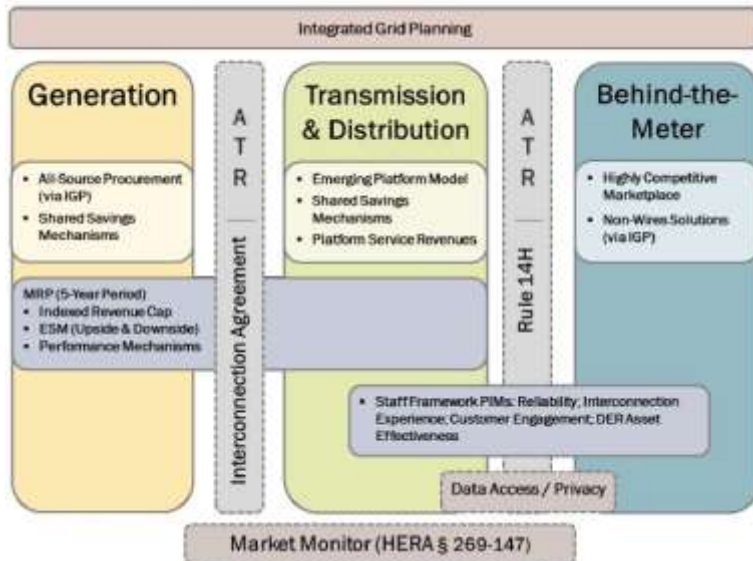 Integrated Grid Planning
Generation
A
T
R
Interconnection Agreement
Transmission
& Distribution
A
T
R
Rule 14H
Behind-the-
Meter
• All-Source Procurement
(via IGP)
• Shared Savings
Mechanisms
• Emerging Platform Model
• Shared Savings
Mechanisms
• Platform Service Revenues
• Highly Competitive
Marketplace
• Non-Wires Solutions
(via IGP)
MRP (5-Year Period)
• Indexed Revenue Cap
• ESM (Upside & Downside)
• Performance Mechanisms
• Staff Framework PIMs: Reliability; Interconnection
Experience; Customer Engagement; DER Asset
Effectiveness
Data Access / Privacy
Market Monitor (HERA § 269-147)